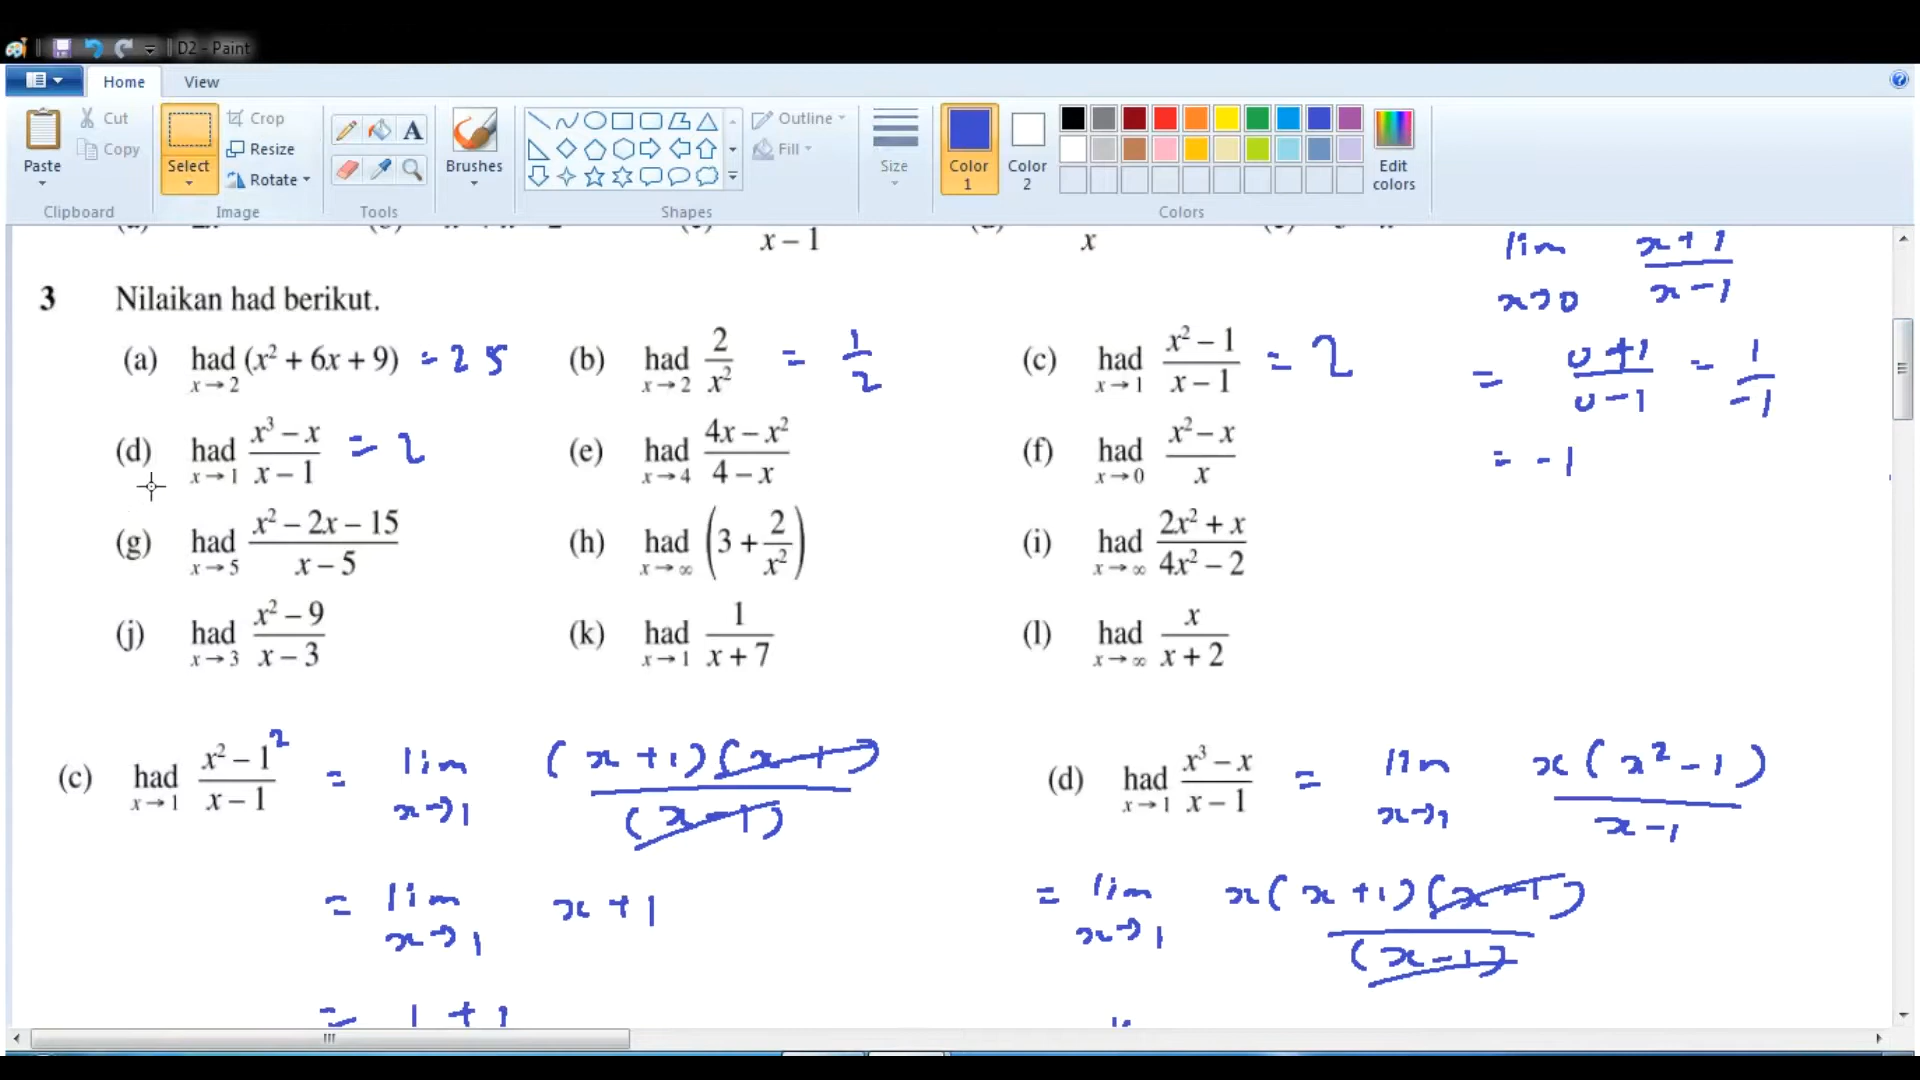 D2 - Paint
Home View
Paste Cut Copy Clipboard
Select Crop Resize Rotate Image
Tools
Brushes
Outline Fill Shapes
Size
Color 1 Color 2 Edit colors Colors
x − 1 x
lim x→0 x+1/x−1
= 0+1/0−1 = 1/−1
= −1
3 Nilaikan had berikut.
(a) had x→2 (x² + 6x + 9) = 25 (b) had x→2 2/x² = 1/2 (c) had x→1 x² − 1/x − 1 = 2
(d) had x→1 x³ − x/x − 1 = 2 (e) had x→4 4x − x²/4 − x (f) had x→0 x² − x/x
(g) had x→5 x² − 2x − 15/x − 5 (h) had x→∞ (3 + 2/x²) (i) had x→∞ 2x² + x/4x² − 2
(j) had x→3 x² − 9/x − 3 (k) had x→1 1/x + 7 (l) had x→∞ x/x + 2
(c) had x→1 x² − 1²/x − 1 = lim x→1 (x+1)(x−1)/(x−1)
= lim x→1 x+1
= 1+1
(d) had x→1 x³ − x/x − 1 = lim x→1 x(x²−1)/x−1
= lim x→1 x(x+1)(x−1)/(x−1)